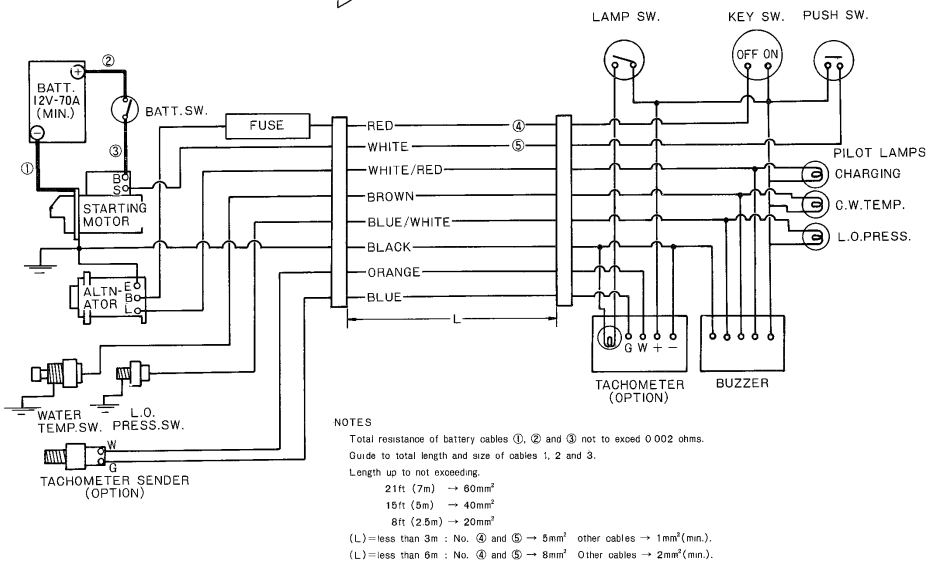 LAMP SW.
KEY SW.
PUSH SW.
OFF ON
②
BATT.
12V-70A
(MIN.)
+
−
BATT.SW.
①
③
FUSE
B
S
STARTING
MOTOR
RED
④
WHITE
⑤
WHITE/RED
BROWN
BLUE/WHITE
BLACK
ORANGE
BLUE
L
PILOT LAMPS
CHARGING
C.W.TEMP.
L.O.PRESS.
ALTN-
ATOR
E
B
L
G W + −
TACHOMETER
(OPTION)
BUZZER
WATER
TEMP.SW.
L.O.
PRESS.SW.
W
G
TACHOMETER SENDER
(OPTION)
NOTES
Total resistance of battery cables ①, ② and ③ not to exceed 0 002 ohms.
Guide to total length and size of cables 1, 2 and 3.
Length up to not exceeding.
21ft (7m) → 60mm²
15ft (5m) → 40mm²
8ft (2.5m) → 20mm²
(L)=less than 3m : No. ④ and ⑤ → 5mm² other cables → 1mm²(min.).
(L)=less than 6m : No. ④ and ⑤ → 8mm² Other cables → 2mm²(min.).